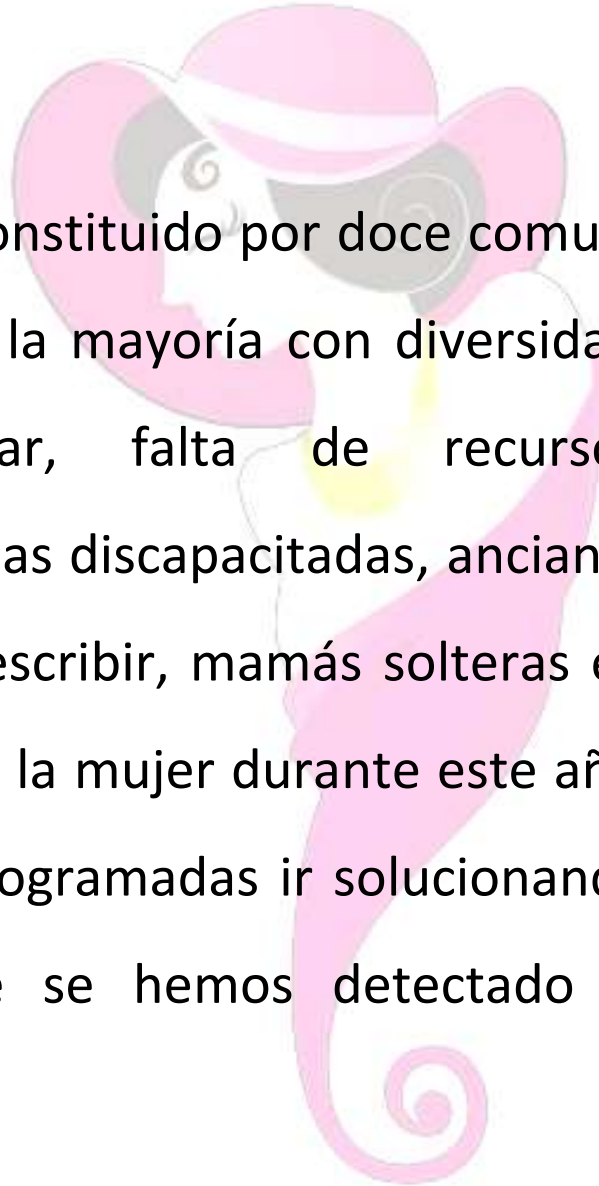 onstituido por doce comu
la mayoría con diversida
ar, falta de recurso
as discapacitadas, ancian
escribir, mamás solteras e
la mujer durante este añ
ogramadas ir solucionand
e se hemos detectado